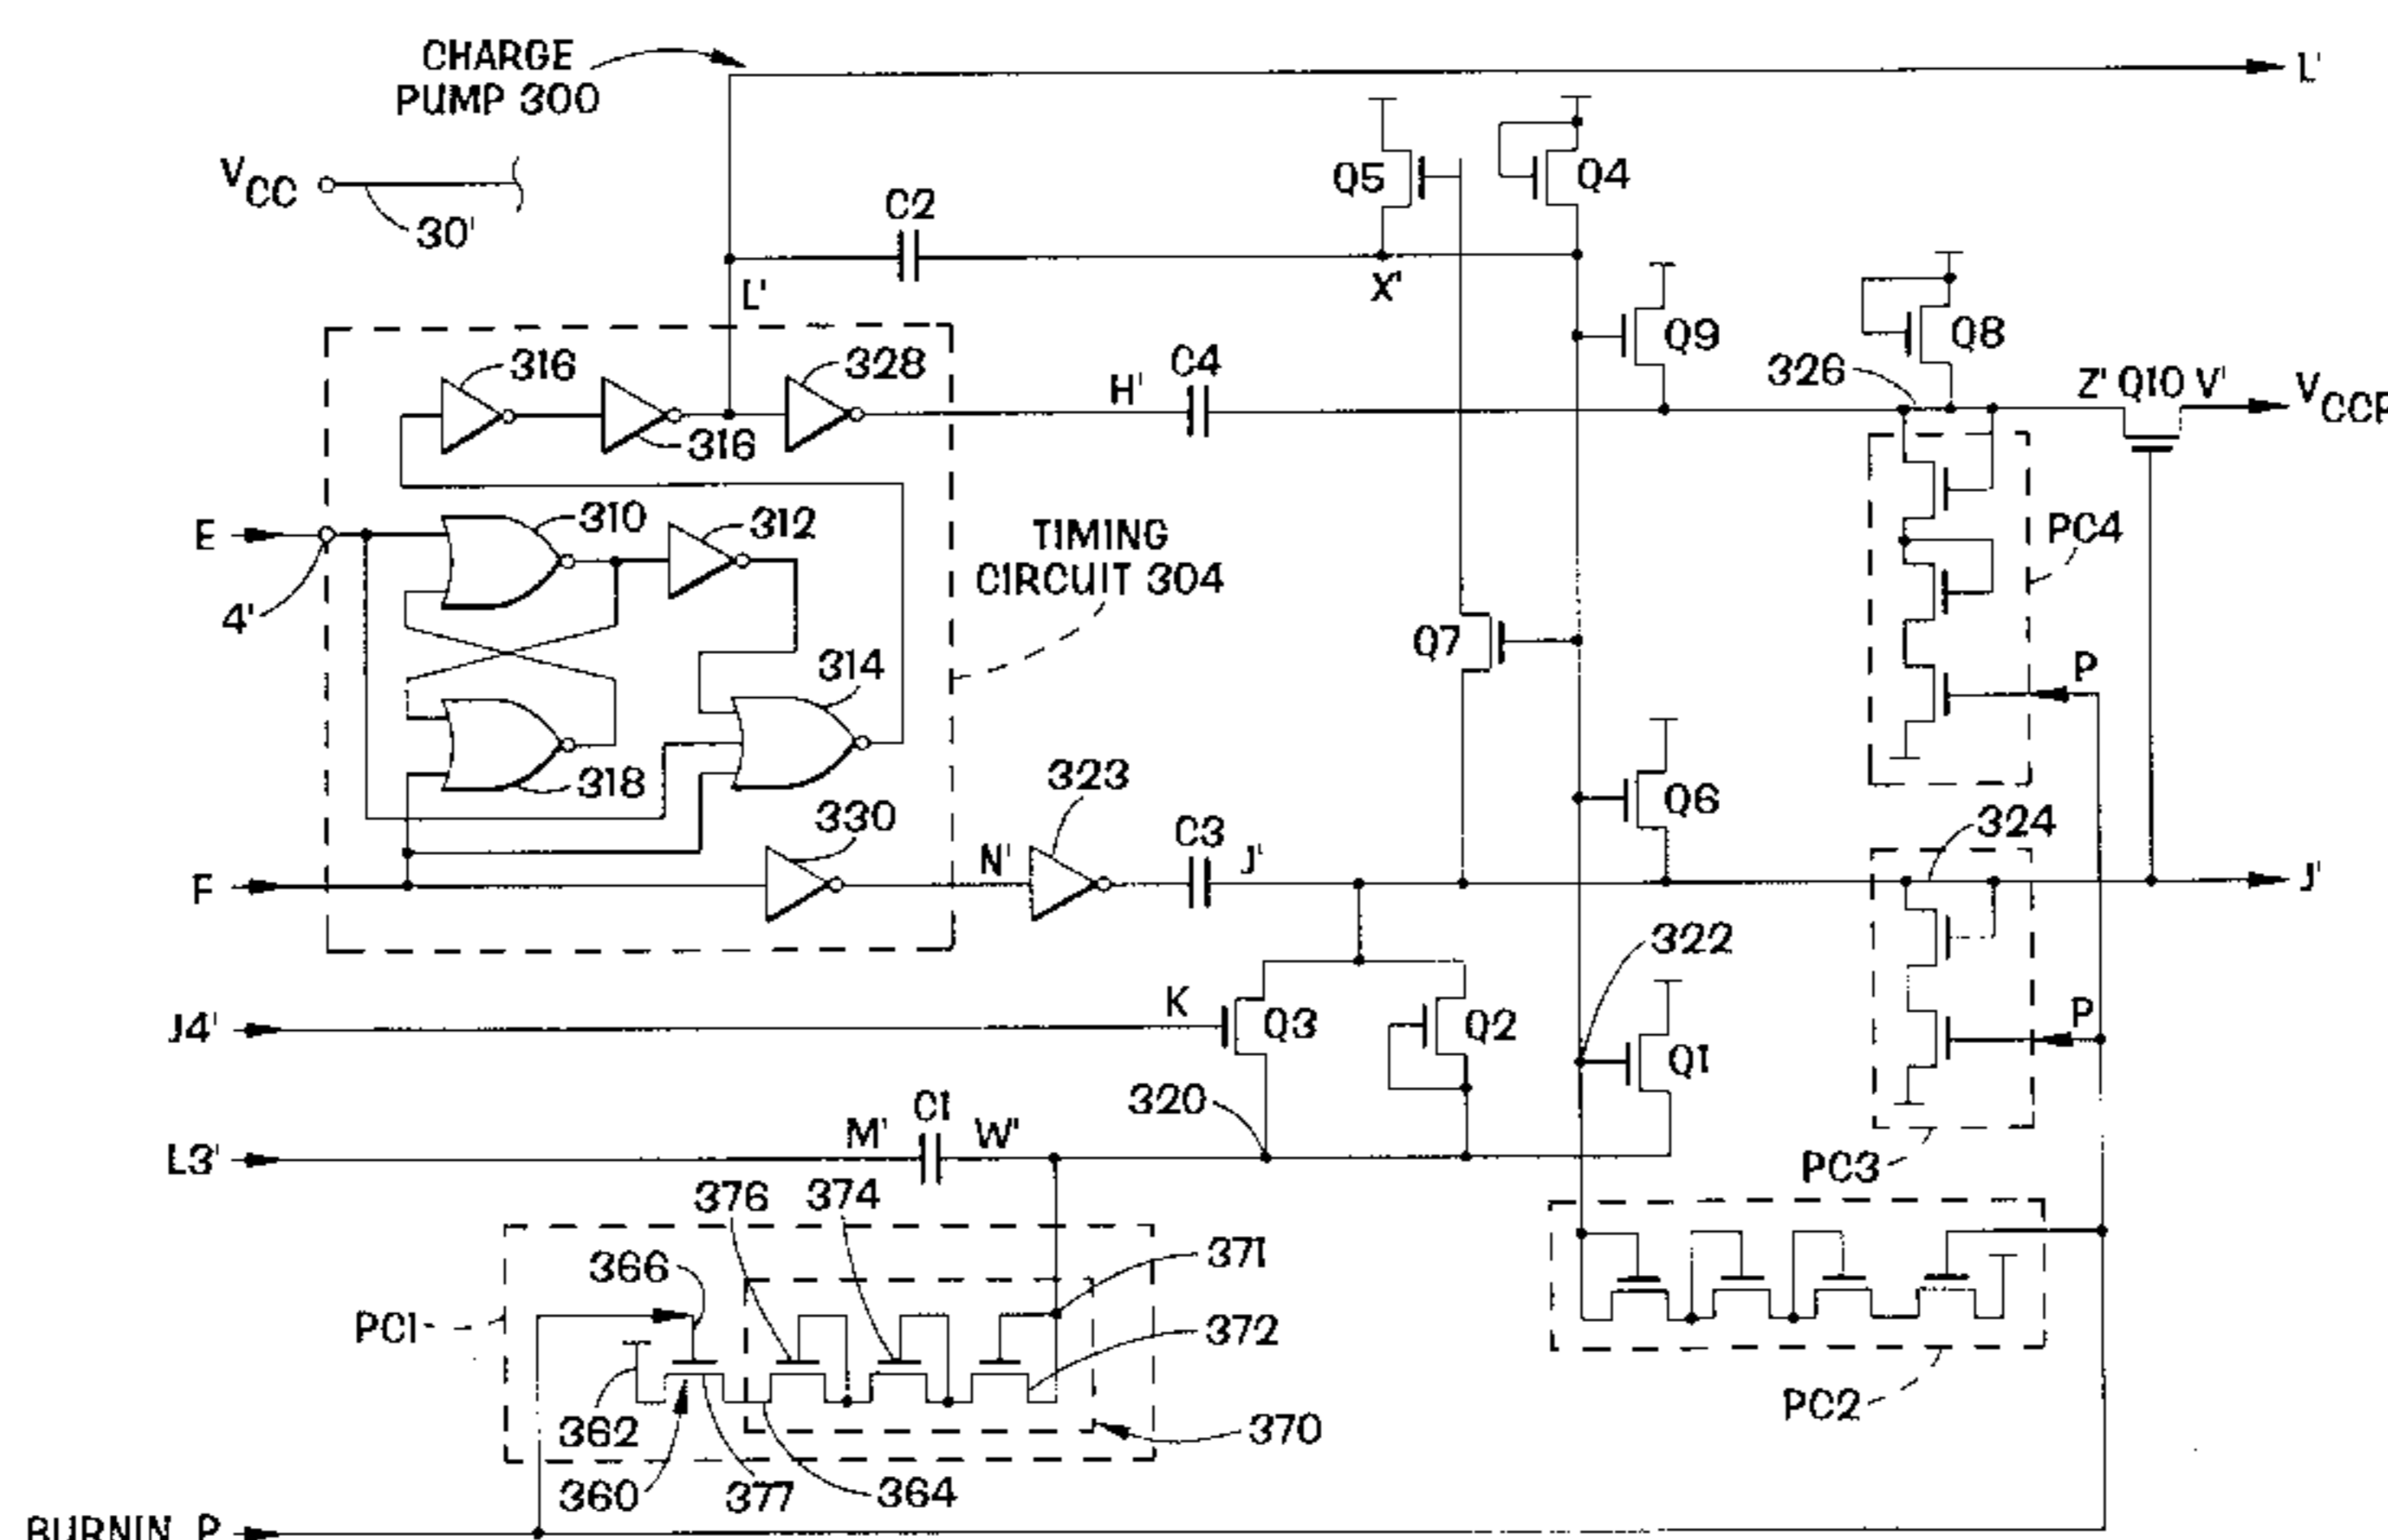 CHARGE
PUMP 300
L'
VCC
30'
C2
Q5
Q4
X'
L'
316
328
316
H'
C4
Q9
326
Q8
Z' Q10 V'
VCCP
E
4'
310
312
TIMING
CIRCUIT 304
314
318
Q7
PC4
P
F
330
N'
323
C3
J'
Q6
324
J'
J4'
K
Q3
Q2
322
Q1
P
320
L3'
M'
C1
W'
PC3
376
374
366
371
PC1
372
362
360
377
364
370
PC2
BURNIN_P